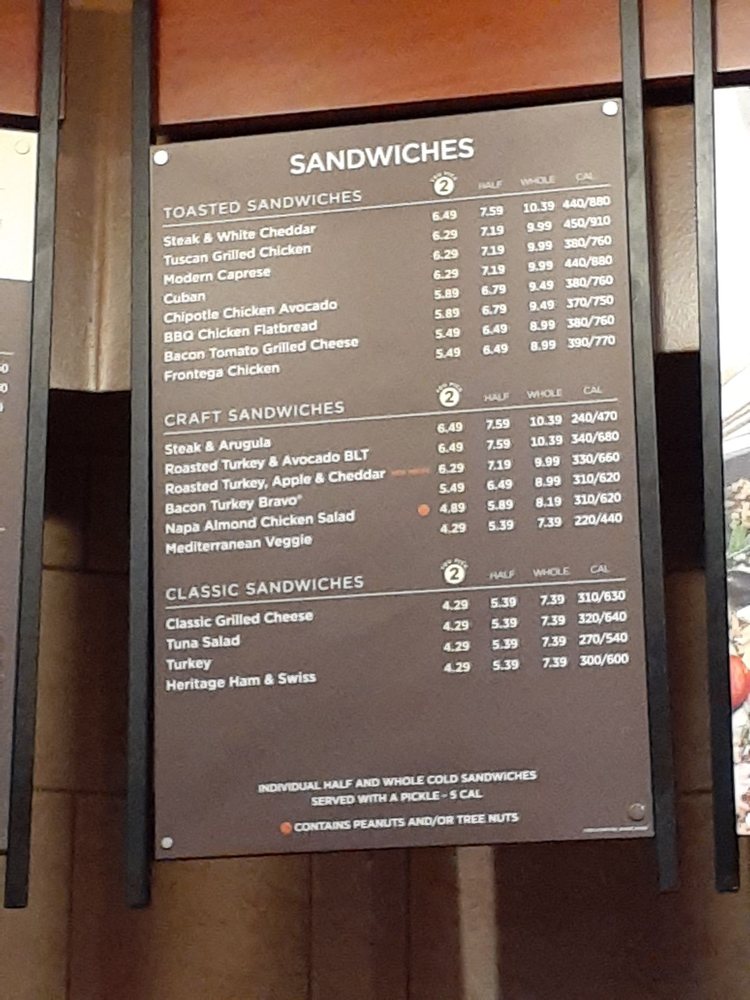 SANDWICHES
TOASTED SANDWICHES YOU PICK 2 HALF WHOLE CAL
Steak & White Cheddar 6.49 7.59 10.39 440/880
Tuscan Grilled Chicken 6.29 7.19 9.99 450/910
Modern Caprese 6.29 7.19 9.99 380/760
Cuban 6.29 7.19 9.99 440/880
Chipotle Chicken Avocado 5.89 6.79 9.49 380/760
BBQ Chicken Flatbread 5.89 6.79 9.49 370/750
Bacon Tomato Grilled Cheese 5.49 6.49 8.99 380/760
Frontega Chicken 5.49 6.49 8.99 390/770
CRAFT SANDWICHES YOU PICK 2 HALF WHOLE CAL
Steak & Arugula 6.49 7.59 10.39 240/470
Roasted Turkey & Avocado BLT 6.49 7.59 10.39 340/680
Roasted Turkey, Apple & Cheddar 6.29 7.19 9.99 330/660
Bacon Turkey Bravo® 5.49 6.49 8.99 310/620
Napa Almond Chicken Salad 4.89 5.89 8.19 310/620
Mediterranean Veggie 4.29 5.39 7.39 220/440
CLASSIC SANDWICHES YOU PICK 2 HALF WHOLE CAL
Classic Grilled Cheese 4.29 5.39 7.39 310/630
Tuna Salad 4.29 5.39 7.39 320/640
Turkey 4.29 5.39 7.39 270/540
Heritage Ham & Swiss 4.29 5.39 7.39 300/600
INDIVIDUAL HALF AND WHOLE COLD SANDWICHES
SERVED WITH A PICKLE - 5 CAL
CONTAINS PEANUTS AND/OR TREE NUTS